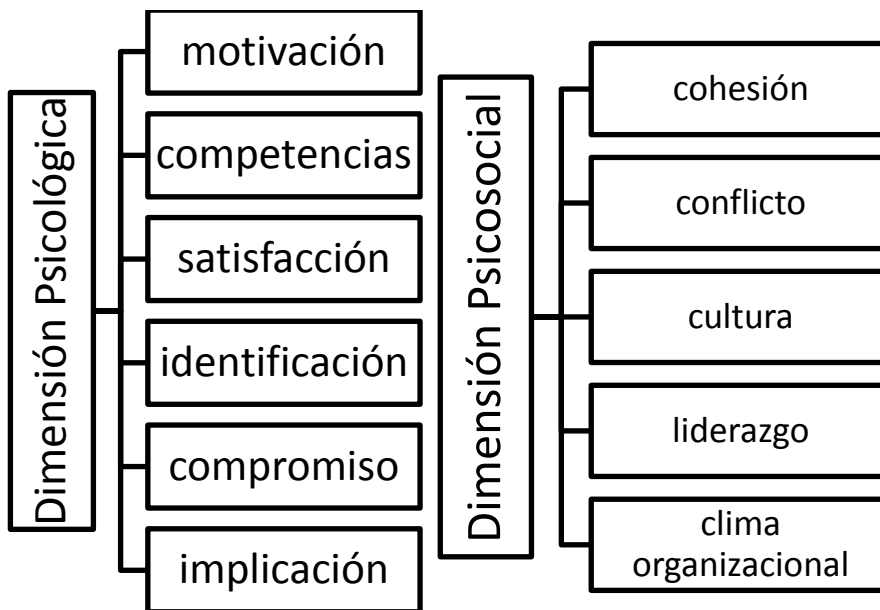 Dimensión Psicológica
motivación
competencias
satisfacción
identificación
compromiso
implicación
Dimensión Psicosocial
cohesión
conflicto
cultura
liderazgo
clima
organizacional